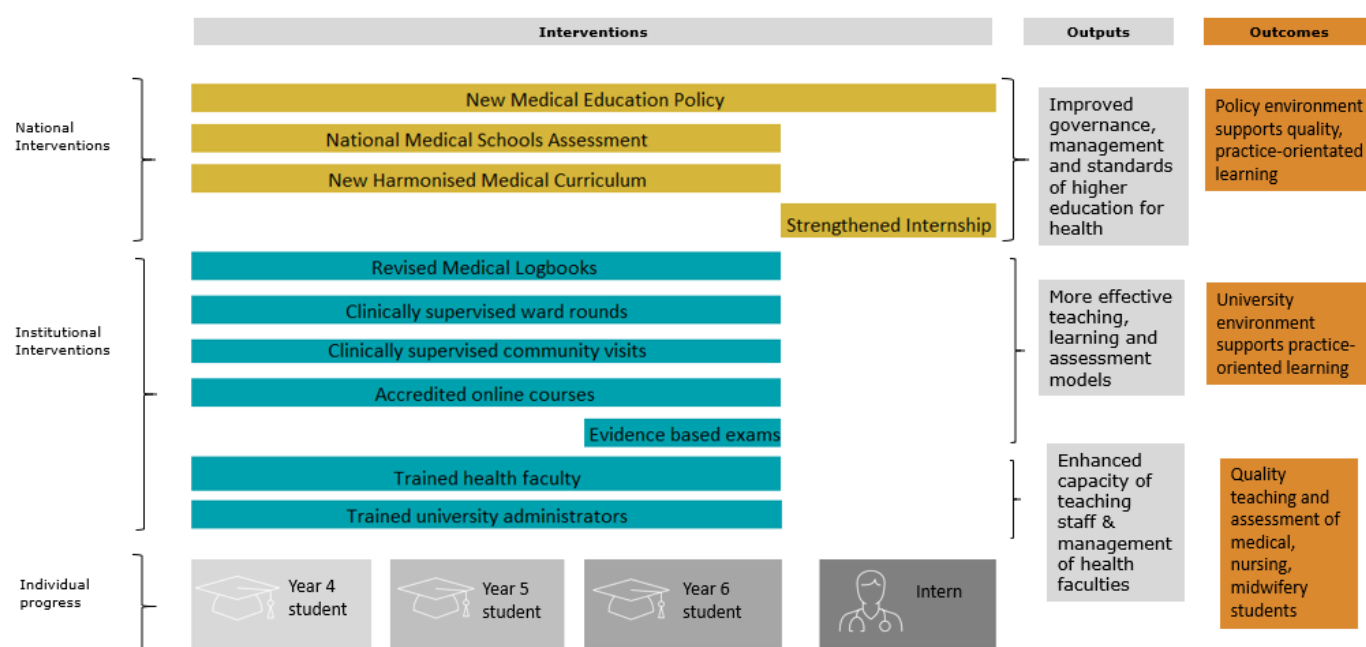 Interventions
Outputs
Outcomes
National
Interventions
New Medical Education Policy
National Medical Schools Assessment
New Harmonised Medical Curriculum
Strengthened Internship
Improved
governance,
management
and standards
of higher
education for
health
Policy environment
supports quality,
practice-orientated
learning
Institutional
Interventions
Revised Medical Logbooks
Clinically supervised ward rounds
Clinically supervised community visits
Accredited online courses
Evidence based exams
Trained health faculty
Trained university administrators
More effective
teaching,
learning and
assessment
models
University
environment
supports practice-
oriented learning
Enhanced
capacity of
teaching
staff &
management
of health
faculties
Quality
teaching and
assessment of
medical,
nursing,
midwifery
students
Individual
progress
Year 4
student
Year 5
student
Year 6
student
Intern